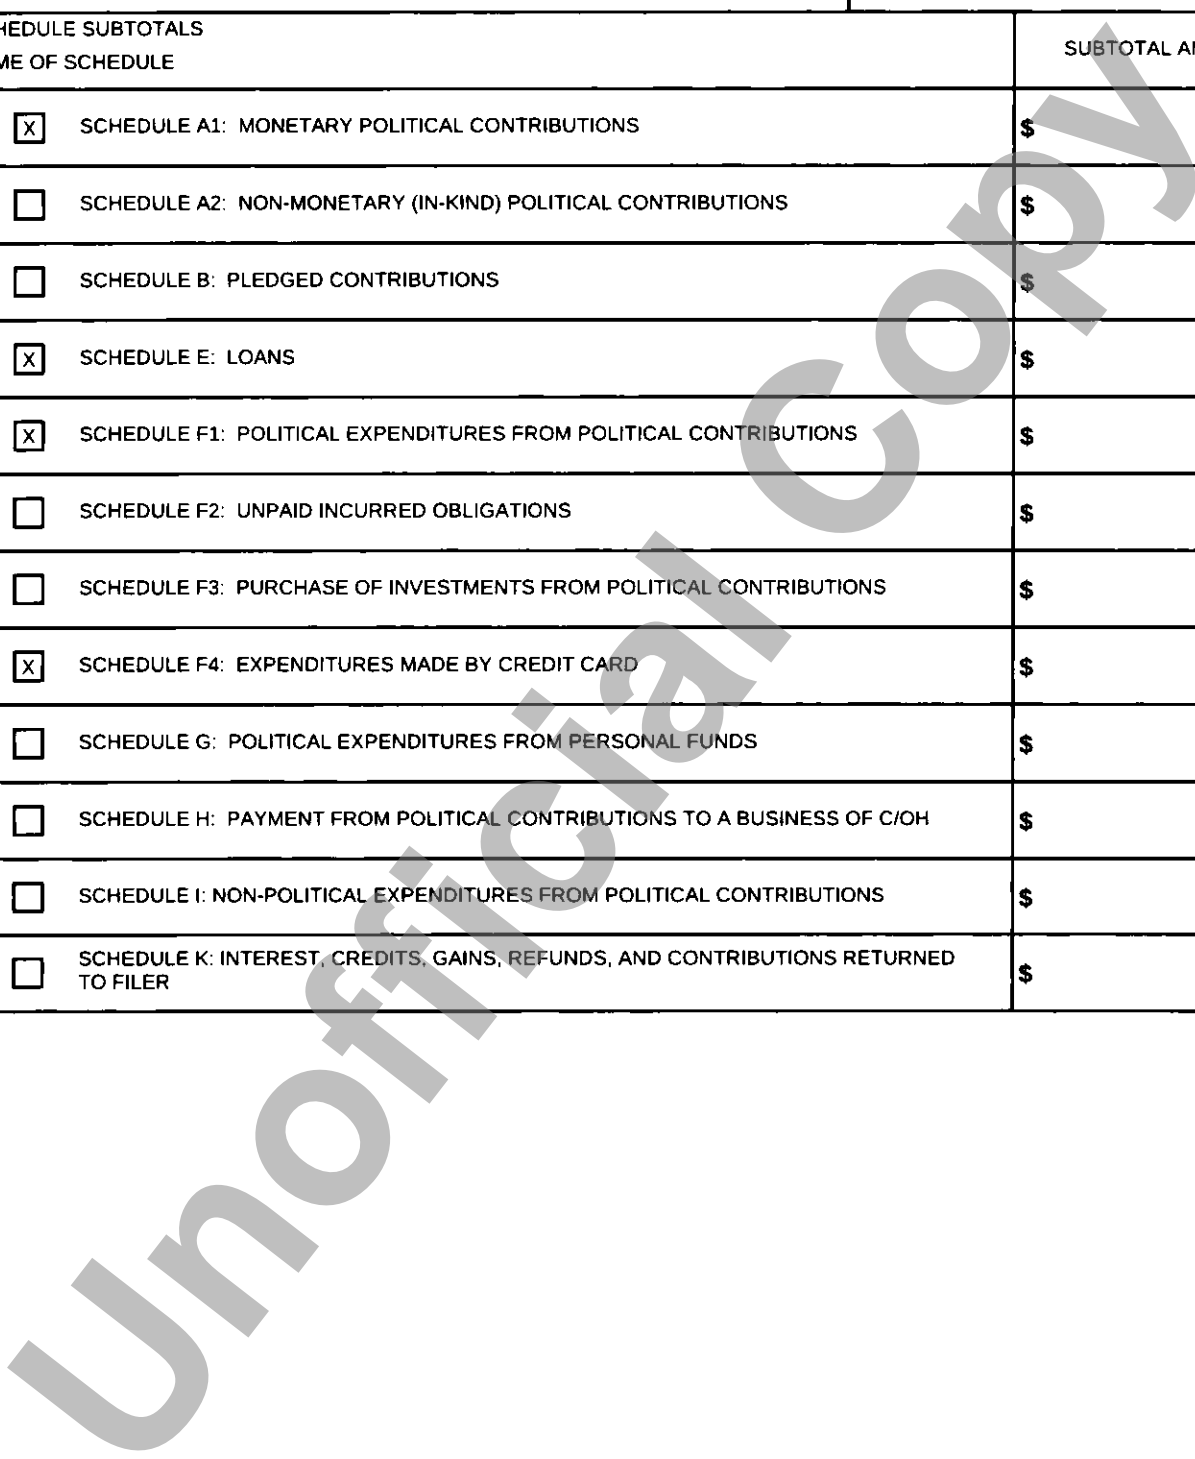 HEDULE SUBTOTALS
ME OF SCHEDULE
SUBTOTAL A
X SCHEDULE A1: MONETARY POLITICAL CONTRIBUTIONS $
SCHEDULE A2: NON-MONETARY (IN-KIND) POLITICAL CONTRIBUTIONS $
SCHEDULE B: PLEDGED CONTRIBUTIONS $
X SCHEDULE E: LOANS $
X SCHEDULE F1: POLITICAL EXPENDITURES FROM POLITICAL CONTRIBUTIONS $
SCHEDULE F2: UNPAID INCURRED OBLIGATIONS $
SCHEDULE F3: PURCHASE OF INVESTMENTS FROM POLITICAL CONTRIBUTIONS $
X SCHEDULE F4: EXPENDITURES MADE BY CREDIT CARD $
SCHEDULE G: POLITICAL EXPENDITURES FROM PERSONAL FUNDS $
SCHEDULE H: PAYMENT FROM POLITICAL CONTRIBUTIONS TO A BUSINESS OF C/OH $
SCHEDULE I: NON-POLITICAL EXPENDITURES FROM POLITICAL CONTRIBUTIONS $
SCHEDULE K: INTEREST, CREDITS, GAINS, REFUNDS, AND CONTRIBUTIONS RETURNED
TO FILER $
Unofficial Copy